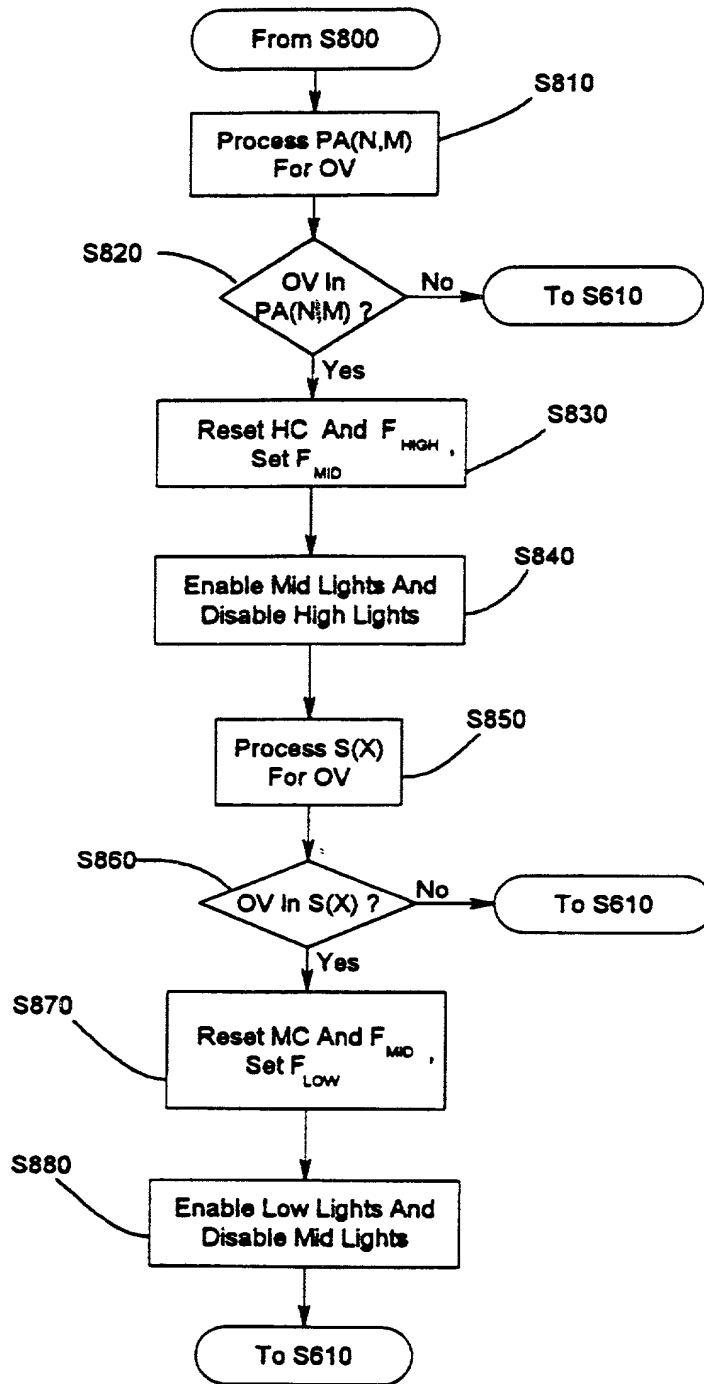 From S800
S810
Process PA(N,M)
For OV
S820
OV In
PA(N,M) ?
No
To S610
Yes
S830
Reset HC And F HIGH ,
Set F MID
S840
Enable Mid Lights And
Disable High Lights
S850
Process S(X)
For OV
S860
OV In S(X) ?
No
To S610
Yes
S870
Reset MC And F MID ,
Set F LOW
S880
Enable Low Lights And
Disable Mid Lights
To S610